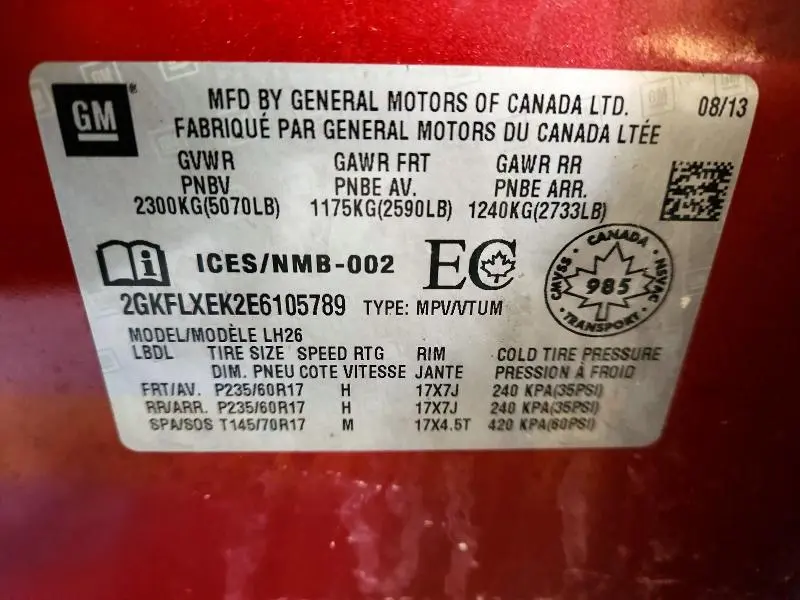 GM®
MFD BY GENERAL MOTORS OF CANADA LTD. 08/13
FABRIQUÉ PAR GENERAL MOTORS DU CANADA LTÉE
GVWR GAWR FRT GAWR RR
PNBV PNBE AV. PNBE ARR.
2300KG(5070LB) 1175KG(2590LB) 1240KG(2733LB)
i ICES/NMB-002 EC
CANADA
CMVSS 985 NSVAC
TRANSPORT
2GKFLXEK2E6105789 TYPE: MPV/VTUM
MODEL/MODÈLE LH26
LBDL TIRE SIZE SPEED RTG RIM COLD TIRE PRESSURE
DIM. PNEU COTE VITESSE JANTE PRESSION À FROID
FRT/AV. P235/60R17 H 17X7J 240 KPA(35PSI)
RR/ARR. P235/60R17 H 17X7J 240 KPA(35PSI)
SPA/SOS T145/70R17 M 17X4.5T 420 KPA(60PSI)